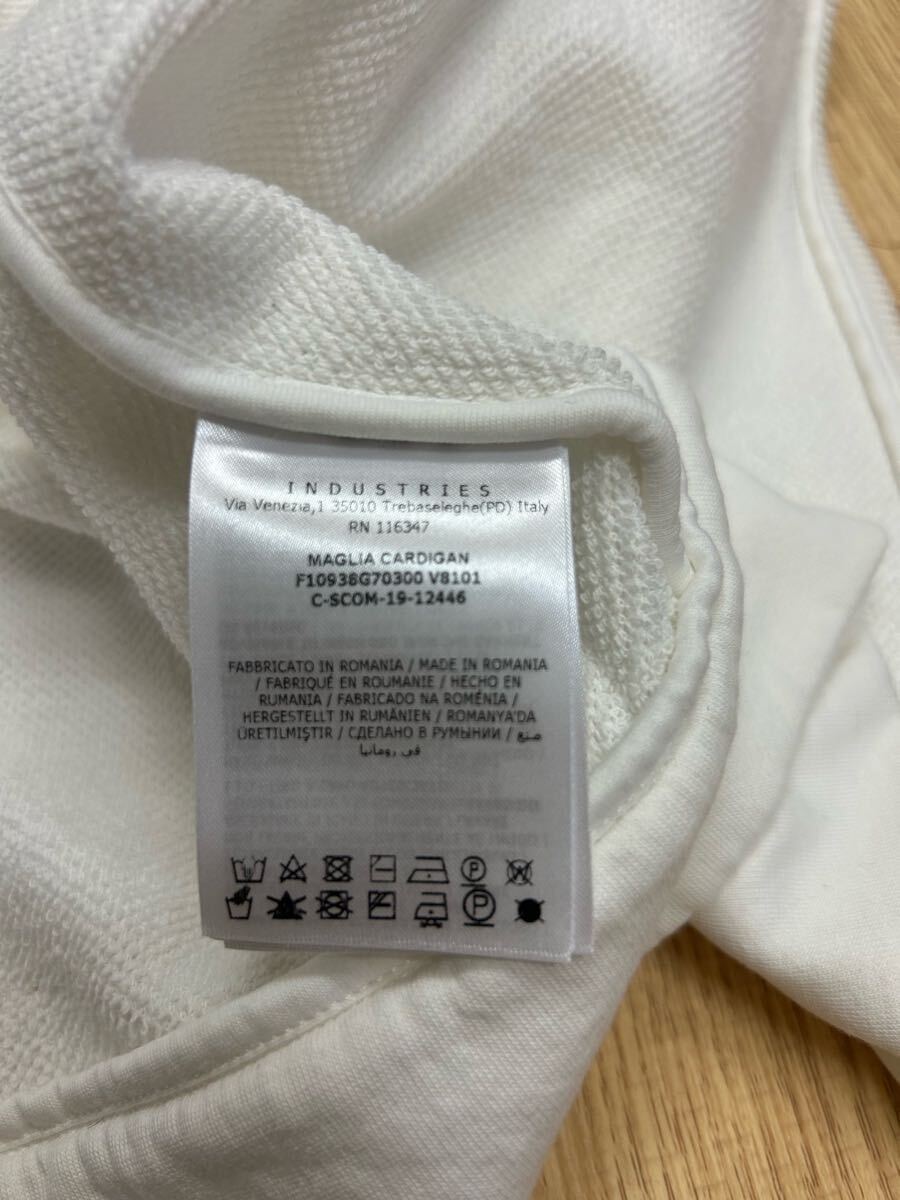 INDUSTRIES
Via Venezia,1 35010 Trebaseleghe(PD) Italy
RN 116347
MAGLIA CARDIGAN
F10938G70300 V8101
C-SCOM-19-12446
FABBRICATO IN ROMANIA / MADE IN ROMANIA
/ FABRIQUÉ EN ROUMANIE / HECHO EN
RUMANIA / FABRICADO NA ROMÉNIA /
HERGESTELLT IN RUMÄNIEN / ROMANYA'DA
ÜRETILMIŞTIR / СДЕЛАНО В РУМЫНИИ / صنع
في رومانيا
P W
P